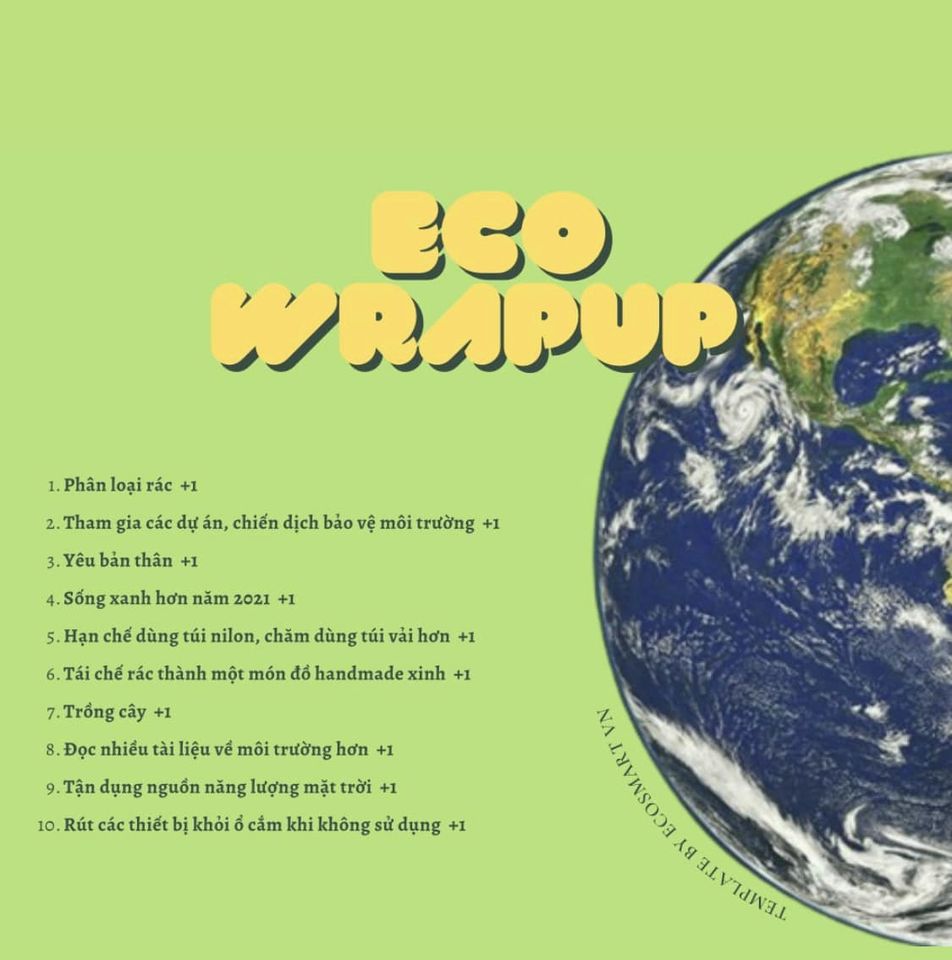 ECO
WRAPUP
1. Phân loại rác +1
2. Tham gia các dự án, chiến dịch bảo vệ môi trường +1
3. Yêu bản thân +1
4. Sống xanh hơn năm 2021 +1
5. Hạn chế dùng túi nilon, chăm dùng túi vải hơn +1
6. Tái chế rác thành một món đồ handmade xinh +1
7. Trồng cây +1
8. Đọc nhiều tài liệu về môi trường hơn +1
9. Tận dụng nguồn năng lượng mặt trời +1
10. Rút các thiết bị khỏi ổ cắm khi không sử dụng +1
TEMPLATE BY ECOSMART VN